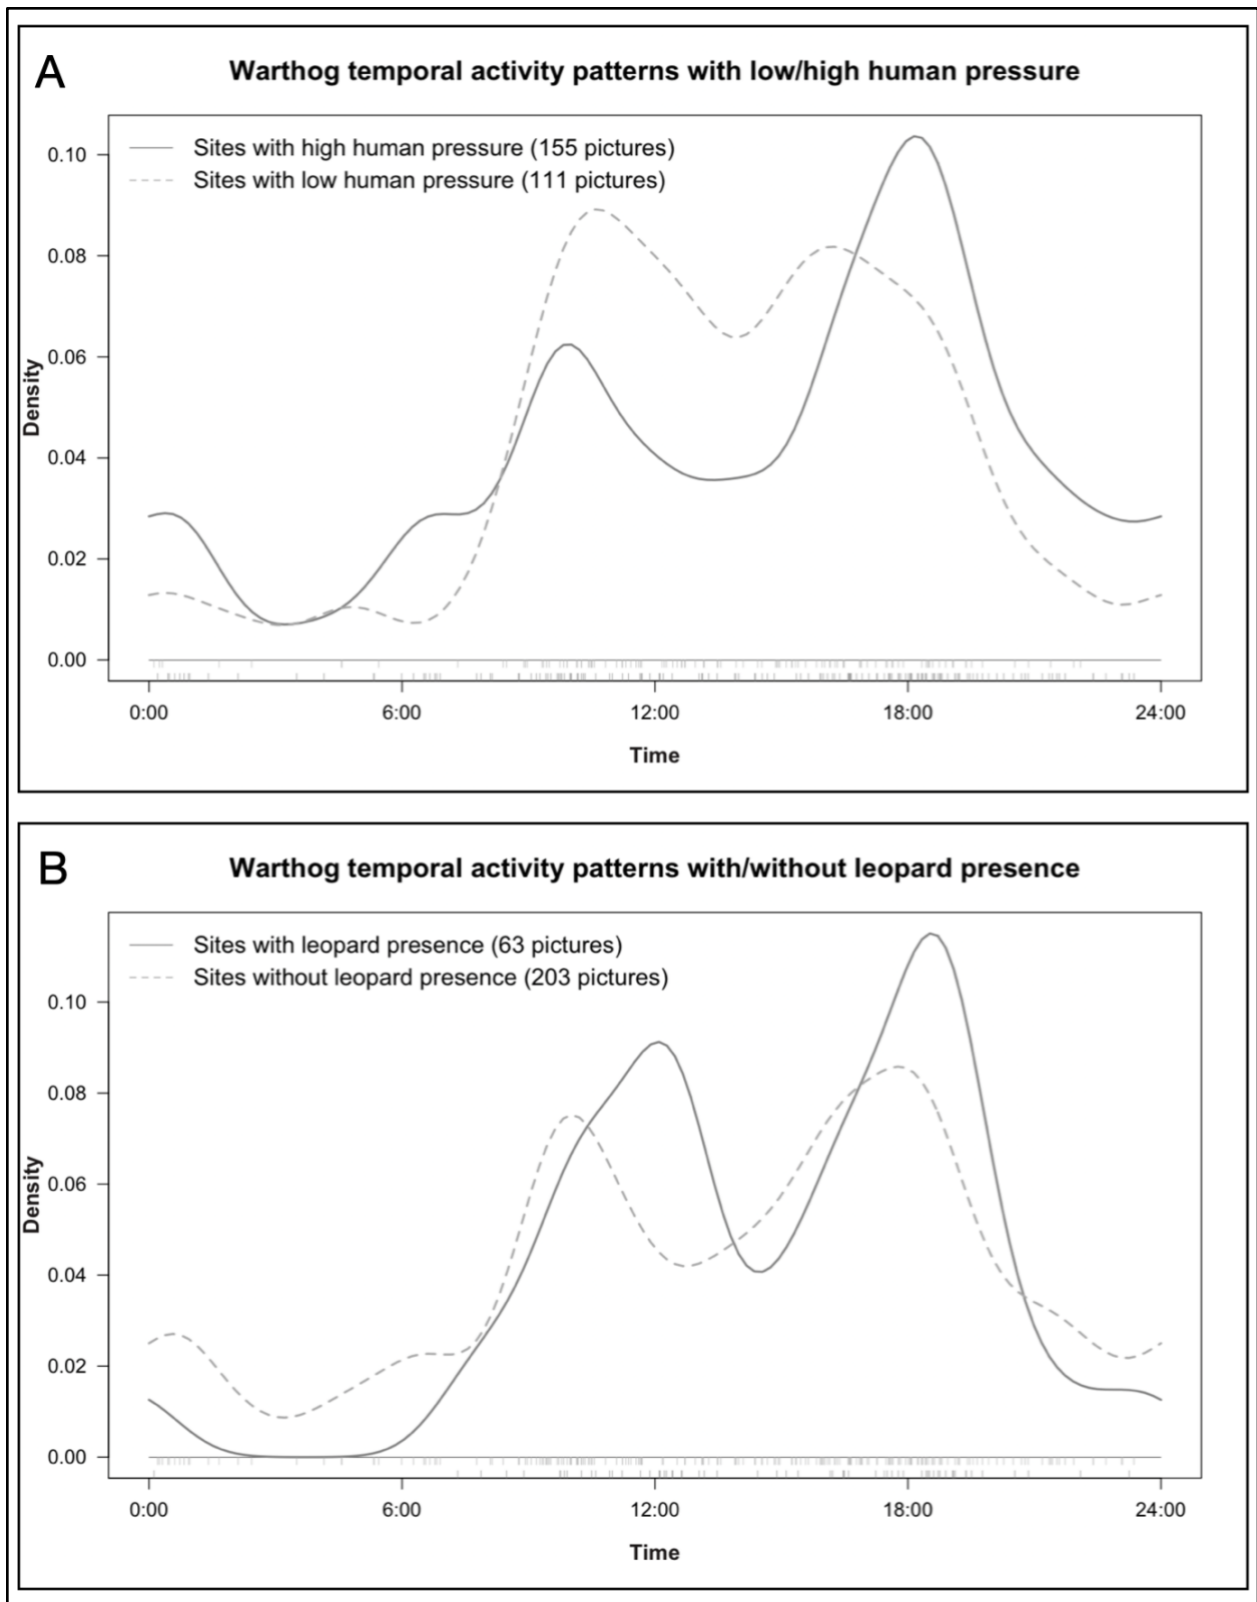 A
Warthog temporal activity patterns with low/high human pressure
Sites with high human pressure (155 pictures)
Sites with low human pressure (111 pictures)
0.10
0.08
0.06
0.04
0.02
0.00
Density
0:00 6:00 12:00 18:00 24:00
Time
B
Warthog temporal activity patterns with/without leopard presence
Sites with leopard presence (63 pictures)
Sites without leopard presence (203 pictures)
0.10
0.08
0.06
0.04
0.02
0.00
Density
0:00 6:00 12:00 18:00 24:00
Time